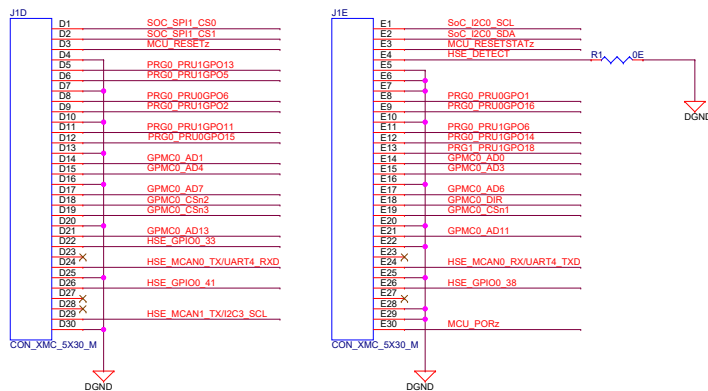 J1D
D1 SOC_SPI1_CS0
D2 SOC_SPI1_CS1
D3 MCU_RESETz
D4
D5 PRG0_PRU1GPO13
D6 PRG0_PRU1GPO5
D7
D8 PRG0_PRU0GPO6
D9 PRG0_PRU1GPO2
D10
D11 PRG0_PRU1GPO11
D12 PRG0_PRU0GPO15
D13
D14 GPMC0_AD1
D15 GPMC0_AD4
D16
D17 GPMC0_AD7
D18 GPMC0_CSn2
D19 GPMC0_CSn3
D20
D21 GPMC0_AD13
D22 HSE_GPIO0_33
D23
D24 HSE_MCAN0_TX/UART4_RXD
D25
D26 HSE_GPIO0_41
D27
D28
D29 HSE_MCAN1_TX/I2C3_SCL
D30
CON_XMC_5X30_M
DGND
J1E
E1 SoC_I2C0_SCL
E2 SoC_I2C0_SDA
E3 MCU_RESETSTATz
E4 HSE_DETECT R1 0E
E5
E6
E7
E8 PRG0_PRU0GPO1
E9 PRG0_PRU0GPO16
E10
E11 PRG0_PRU1GPO6
E12 PRG0_PRU1GPO14
E13 PRG1_PRU1GPO18
E14 GPMC0_AD0
E15 GPMC0_AD3
E16
E17 GPMC0_AD6
E18 GPMC0_DIR
E19 GPMC0_CSn1
E20
E21 GPMC0_AD11
E22
E23
E24 HSE_MCAN0_RX/UART4_TXD
E25
E26 HSE_GPIO0_38
E27
E28
E29
E30 MCU_PORz
CON_XMC_5X30_M
DGND
DGND